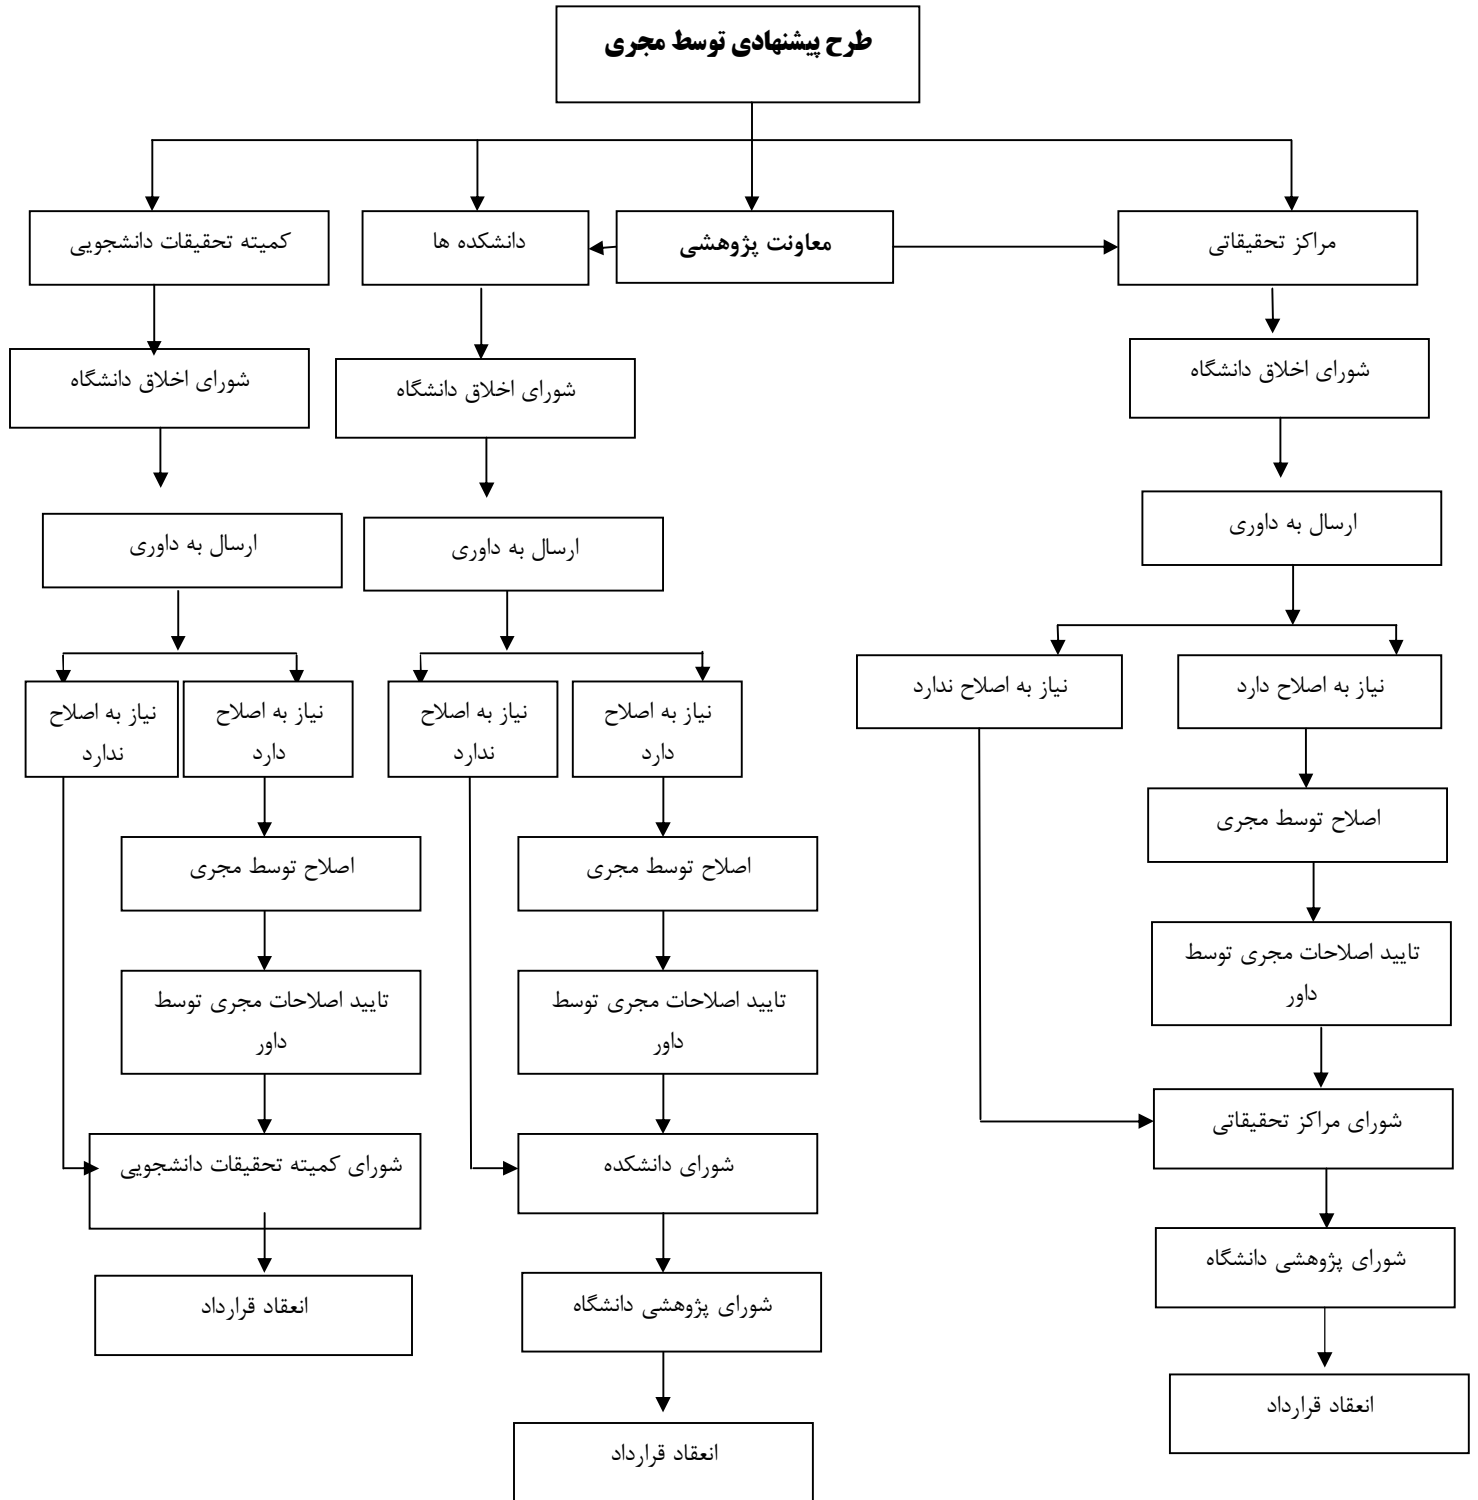 طرح پیشنهادی توسط مجری
مراکز تحقیقاتی
معاونت پژوهشی
دانشکده ها
کمیته تحقیقات دانشجویی
شورای اخلاق دانشگاه
شورای اخلاق دانشگاه
شورای اخلاق دانشگاه
ارسال به داوری
ارسال به داوری
ارسال به داوری
نیاز به اصلاح دارد
نیاز به اصلاح ندارد
نیاز به اصلاح
دارد
نیاز به اصلاح
ندارد
نیاز به اصلاح
دارد
نیاز به اصلاح
ندارد
اصلاح توسط مجری
اصلاح توسط مجری
اصلاح توسط مجری
تایید اصلاحات مجری توسط
داور
تایید اصلاحات مجری توسط
داور
تایید اصلاحات مجری توسط
داور
شورای مراکز تحقیقاتی
شورای دانشکده
شورای کمیته تحقیقات دانشجویی
شورای پژوهشی دانشگاه
شورای پژوهشی دانشگاه
انعقاد قرارداد
انعقاد قرارداد
انعقاد قرارداد